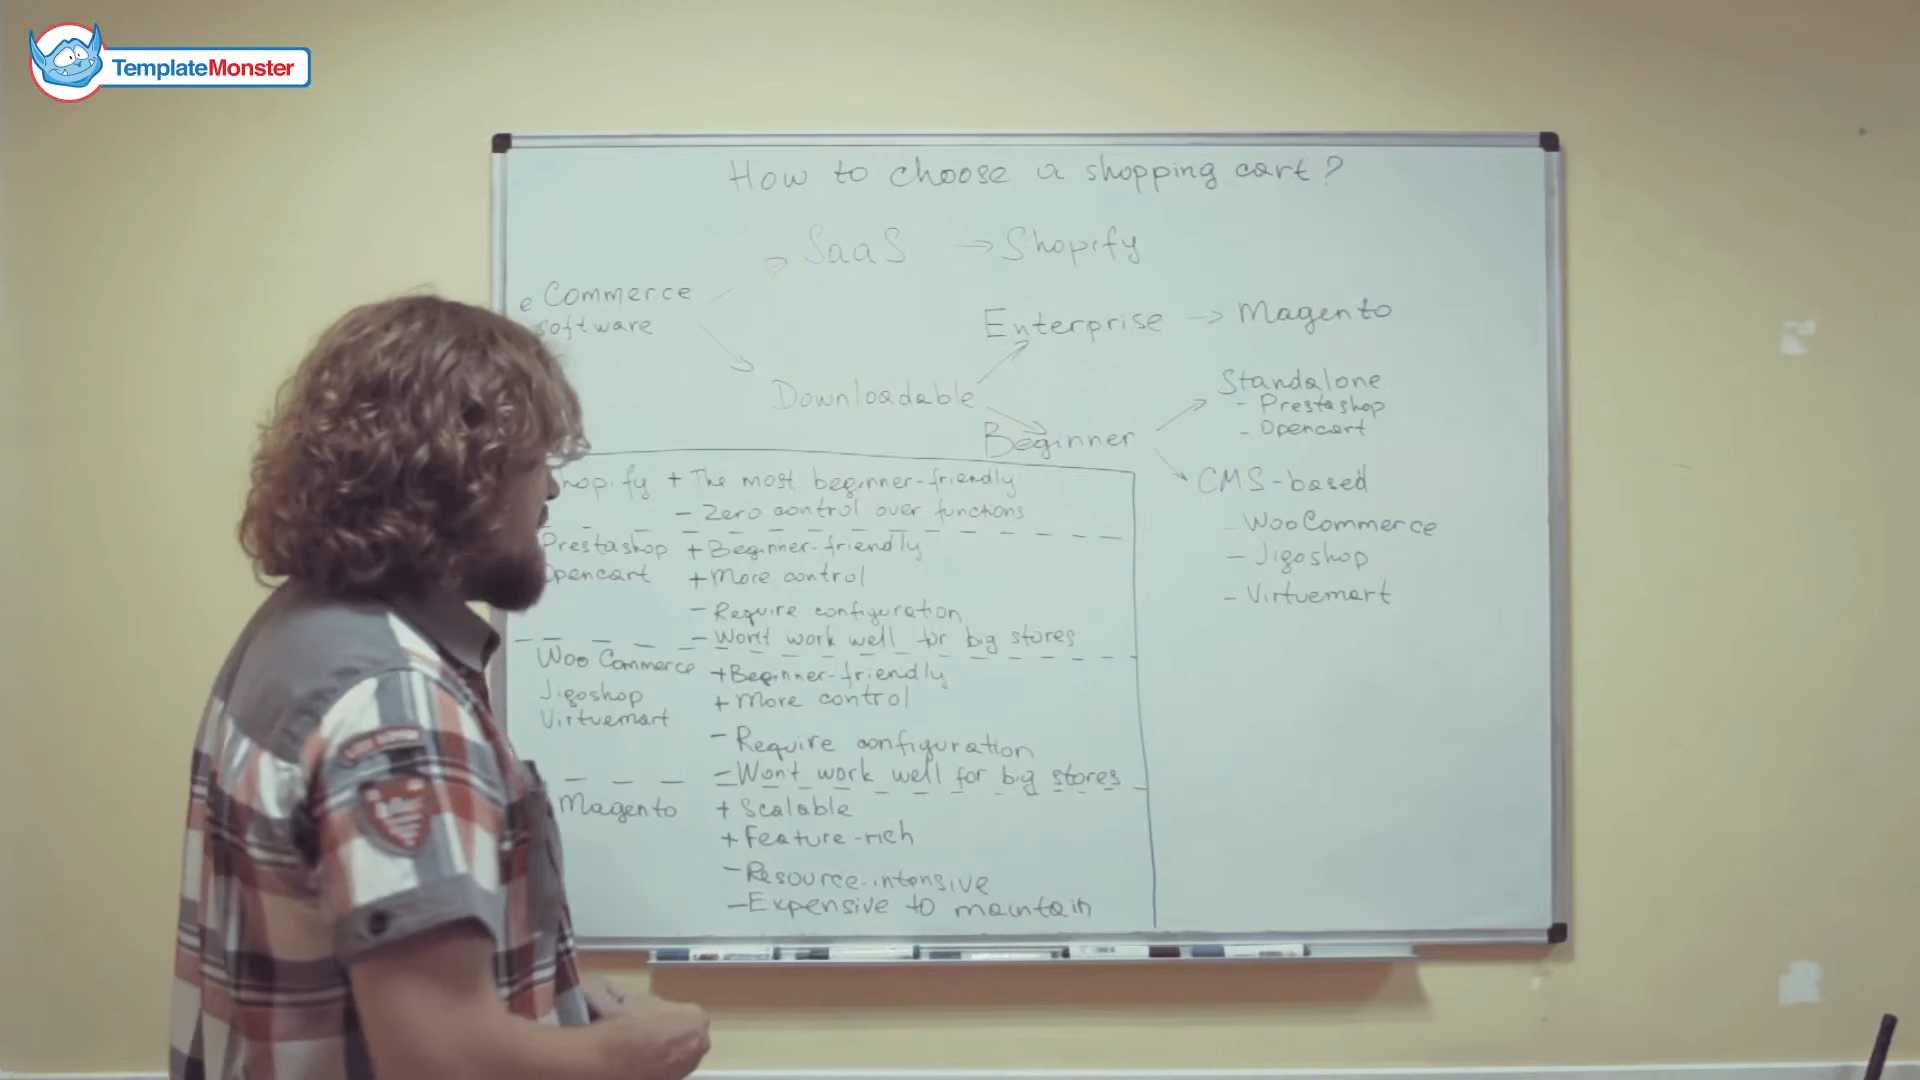 TemplateMonster
How to choose a shopping cart?
SaaS → Shopify
eCommerce
software
Enterprise → Magento
Downloadable
Standalone
- Prestashop
- Opencart
Beginner
CMS-based
- WooCommerce
- Jigoshop
- Virtuemart
hopify + The most beginner-friendly
- Zero control over functions
Prestashop + Beginner-friendly
Opencart + More control
- Require configuration
- Won't work well for big stores
Woo Commerce + Beginner-friendly
Jigoshop + More control
Virtuemart
- Require configuration
- Won't work well for big stores
Magento + Scalable
+ Feature-rich
- Resource-intensive
- Expensive to maintain